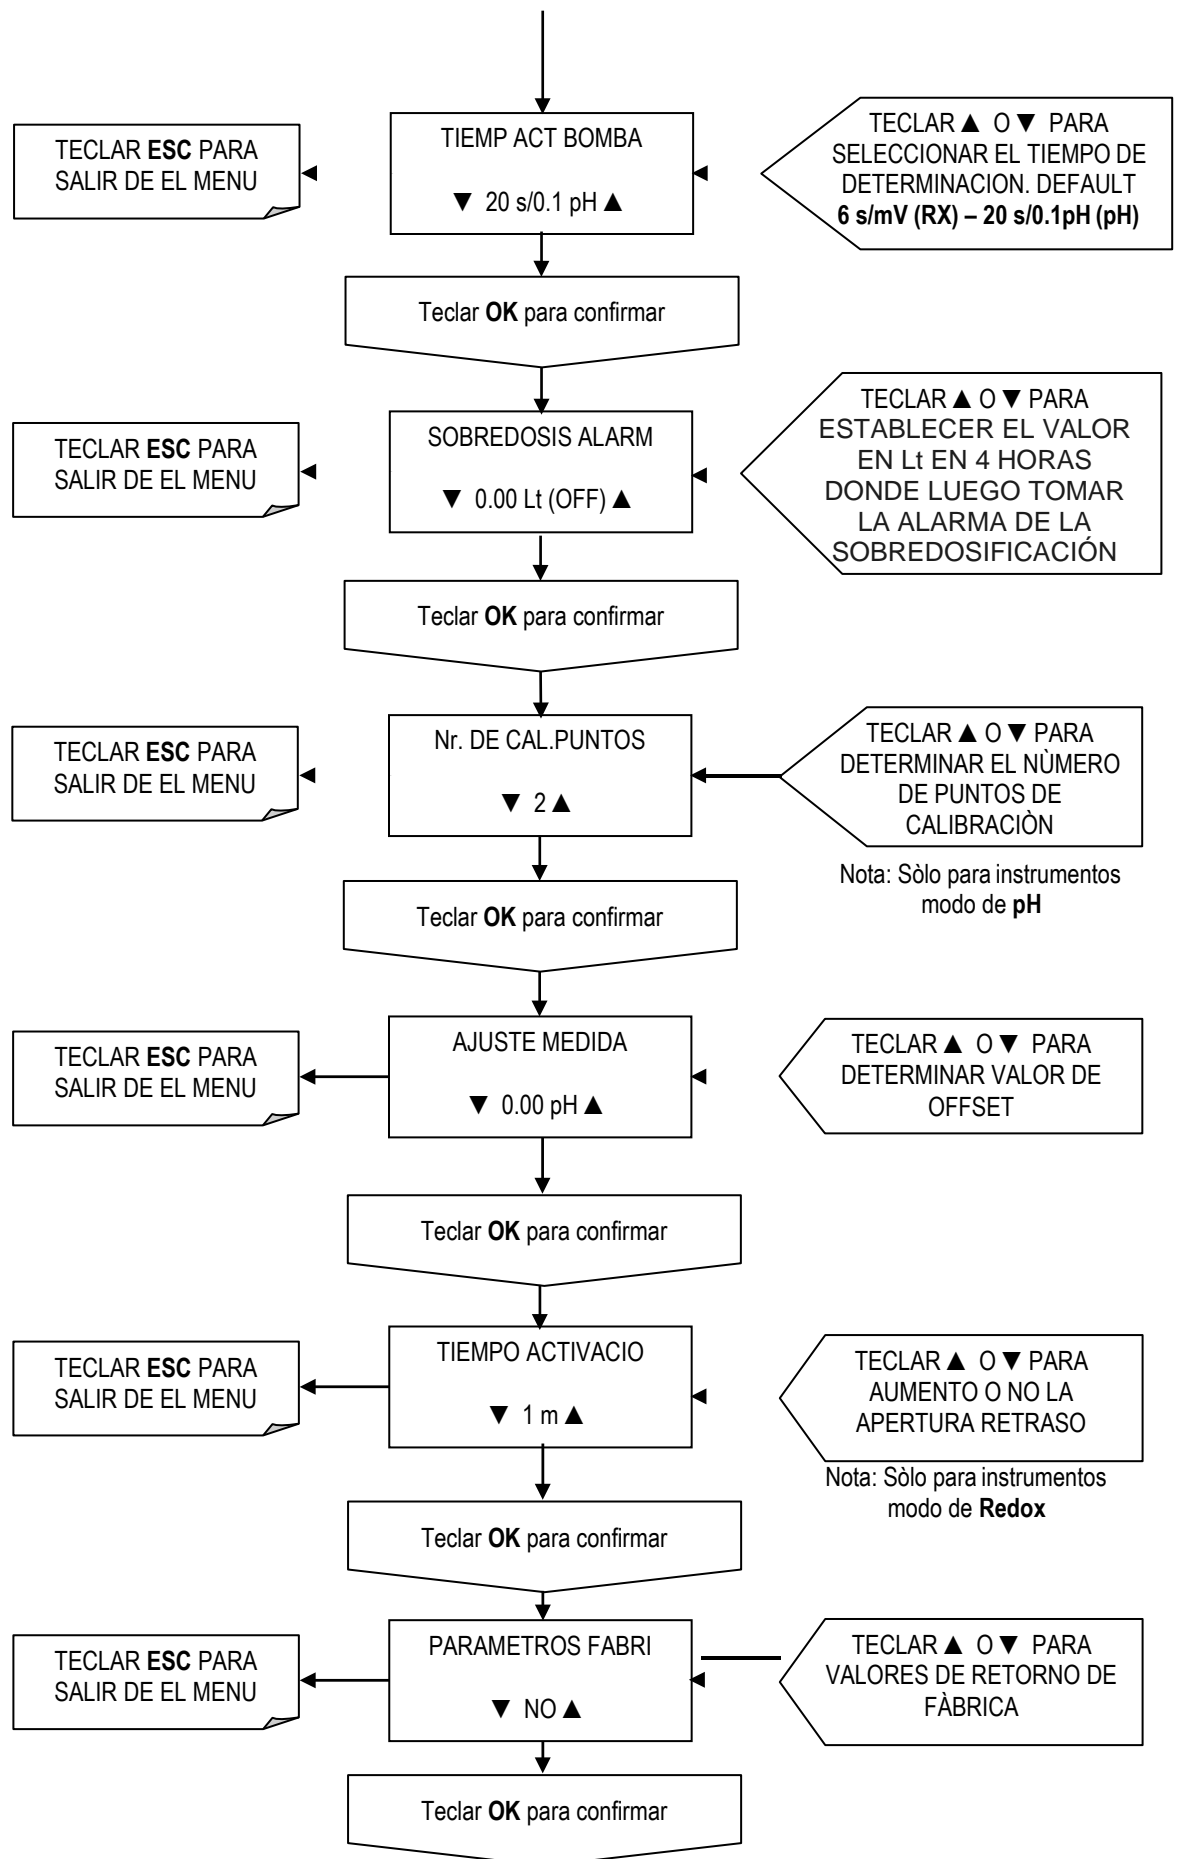 TECLAR ESC PARA
SALIR DE EL MENU
TIEMP ACT BOMBA
▼ 20 s/0.1 pH ▲
TECLAR ▲ O ▼ PARA
SELECCIONAR EL TIEMPO DE
DETERMINACION. DEFAULT
6 s/mV (RX) – 20 s/0.1pH (pH)
Teclar OK para confirmar
TECLAR ESC PARA
SALIR DE EL MENU
SOBREDOSIS ALARM
▼ 0.00 Lt (OFF) ▲
TECLAR ▲ O ▼ PARA
ESTABLECER EL VALOR
EN Lt EN 4 HORAS
DONDE LUEGO TOMAR
LA ALARMA DE LA
SOBREDOSIFICACIÓN
Teclar OK para confirmar
TECLAR ESC PARA
SALIR DE EL MENU
Nr. DE CAL.PUNTOS
▼ 2 ▲
TECLAR ▲ O ▼ PARA
DETERMINAR EL NÙMERO
DE PUNTOS DE
CALIBRACIÒN
Nota: Sòlo para instrumentos
modo de pH
Teclar OK para confirmar
TECLAR ESC PARA
SALIR DE EL MENU
AJUSTE MEDIDA
▼ 0.00 pH ▲
TECLAR ▲ O ▼ PARA
DETERMINAR VALOR DE
OFFSET
Teclar OK para confirmar
TECLAR ESC PARA
SALIR DE EL MENU
TIEMPO ACTIVACIO
▼ 1 m ▲
TECLAR ▲ O ▼ PARA
AUMENTO O NO LA
APERTURA RETRASO
Nota: Sòlo para instrumentos
modo de Redox
Teclar OK para confirmar
TECLAR ESC PARA
SALIR DE EL MENU
PARAMETROS FABRI
▼ NO ▲
TECLAR ▲ O ▼ PARA
VALORES DE RETORNO DE
FÀBRICA
Teclar OK para confirmar